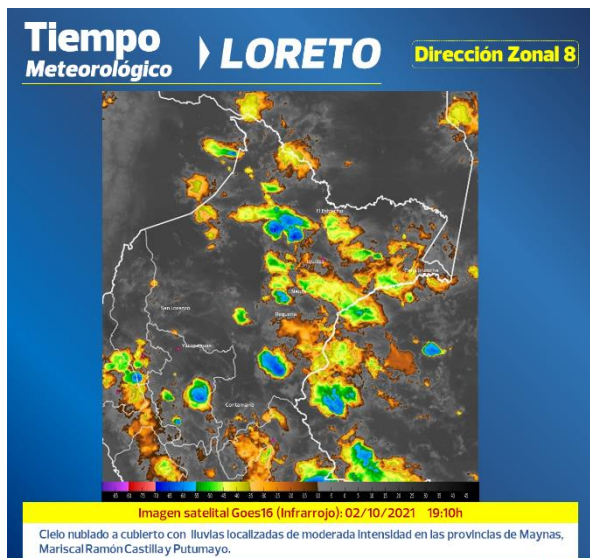 Tiempo
Meteorológico
LORETO
Dirección Zonal 8
El Estrecho
San Lorenzo
Requena
Yurimaguas
Contamana
Imagen satelital Goes16 (Infrarrojo): 02/10/2021 19:10h
Cielo nublado a cubierto con lluvias localizadas de moderada intensidad en las provincias de Maynas,
Mariscal Ramón Castilla y Putumayo.